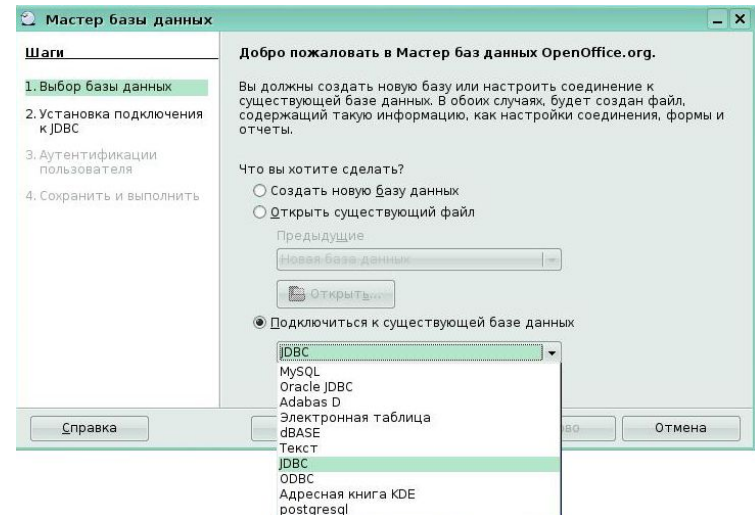 Мастер базы данных
Шаги
1. Выбор базы данных
2. Установка подключения
к JDBC
3. Аутентификации
пользователя
4. Сохранить и выполнить
Добро пожаловать в Мастер баз данных OpenOffice.org.
Вы должны создать новую базу или настроить соединение к
существующей базе данных. В обоих случаях, будет создан файл,
содержащий такую информацию, как настройки соединения, формы и
отчеты.
Что вы хотите сделать?
Создать новую базу данных
Открыть существующий файл
Предыдущие
Новая база данных
Открыть...
Подключиться к существующей базе данных
JDBC
MySQL
Oracle JDBC
Adabas D
Электронная таблица
dBASE
Текст
JDBC
ODBC
Адресная книга KDE
postgresql
Справка
Отмена